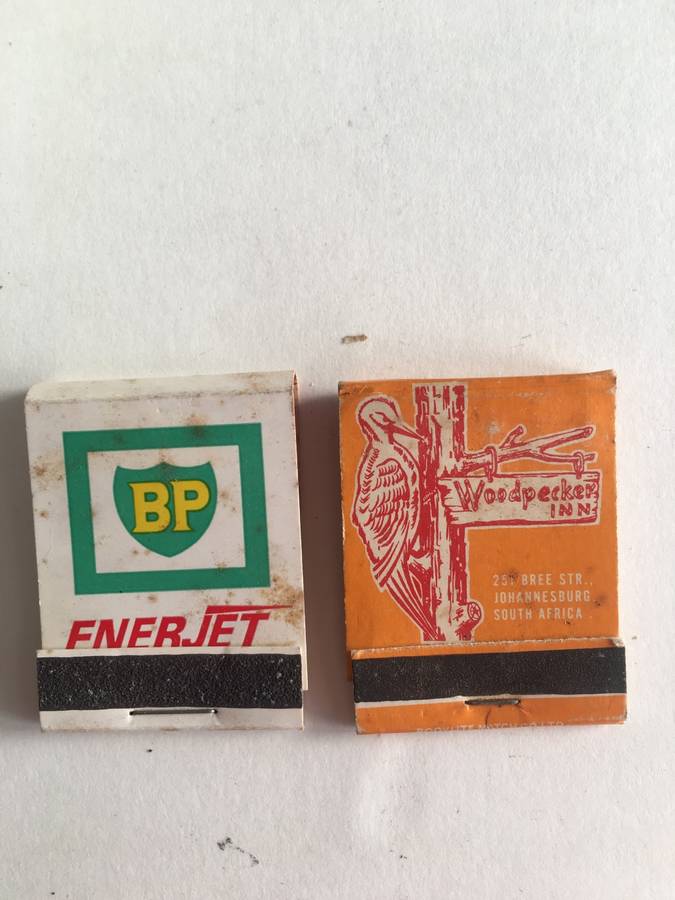 BP
ENERJET
Woodpecker
INN
251 BREE STR.,
JOHANNESBURG
SOUTH AFRICA.